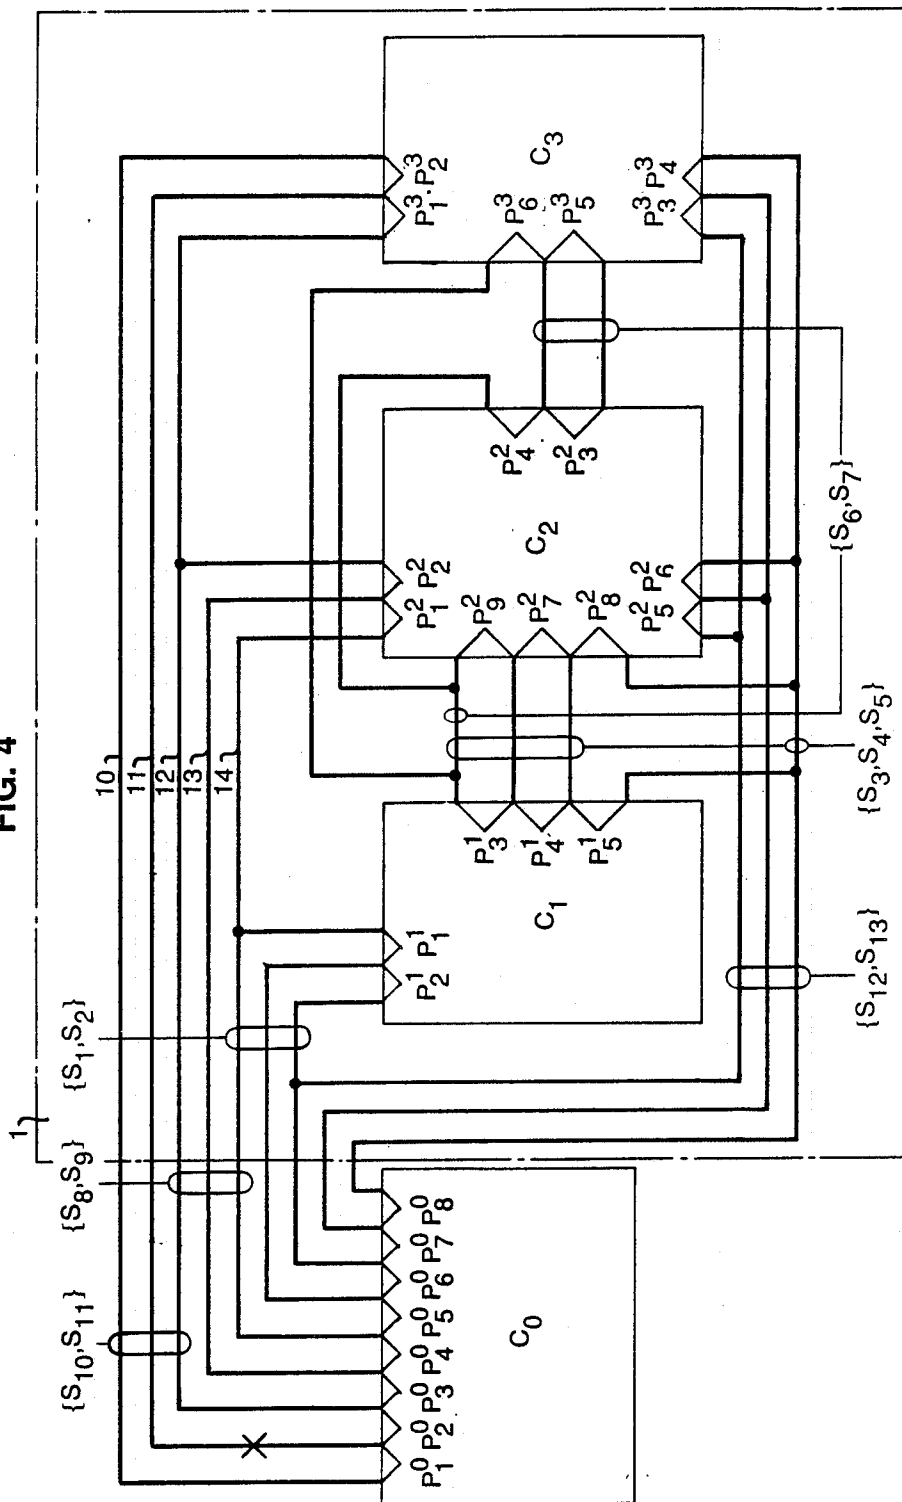 FIG. 4
1
10
11
12
13
14
{S10,S11}
{S8,S9}
{S1,S2}
{S12,S13}
{S3,S4,S5}
{S6,S7}
C0
P⁰1 P⁰2 P⁰3 P⁰4 P⁰5 P⁰6 P⁰7 P⁰8
C1
P¹2 P¹1
P¹3
P¹4
P¹5
C2
P²1 P²2
P²9
P²7
P²8
P²5 P²6
P²4
P²3
C3
P³1 P³2
P³6
P³5
P³3 P³4